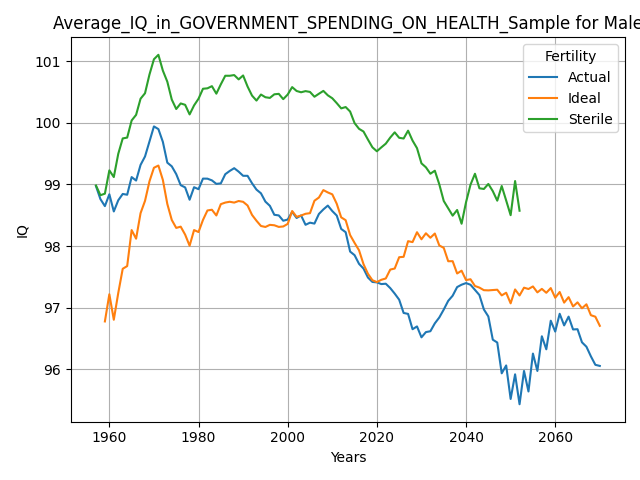 Average_IQ_in_GOVERNMENT_SPENDING_ON_HEALTH_Sample for Male
Fertility
Actual
Ideal
Sterile
IQ
101
100
99
98
97
96
1960 1980 2000 2020 2040 2060
Years